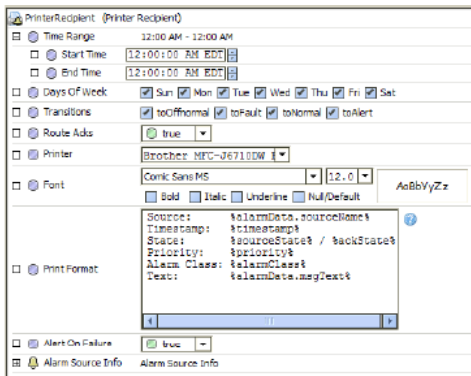 PrinterRecipient (Printer Recipient)
Time Range 12:00 AM - 12:00 AM
Start Time 12:00:00 AM EDT
End Time 12:00:00 AM EDT
Days Of Week Sun Mon Tue Wed Thu Fri Sat
Transitions toOffnormal toFault toNormal toAlert
Route Acks true
Printer Brother MFC-J6710DW
Font Comic Sans MS 12.0
Bold Italic Underline Null/Default
AaBbYyZz
Print Format
Source: %alarmData.sourceName%
Timestamp: %timestamp%
State: %sourceState% / %ackState%
Priority: %priority%
Alarm Class: %alarmClass%
Text: %alarmData.msgText%
Alert On Failure true
Alarm Source Info Alarm Source Info